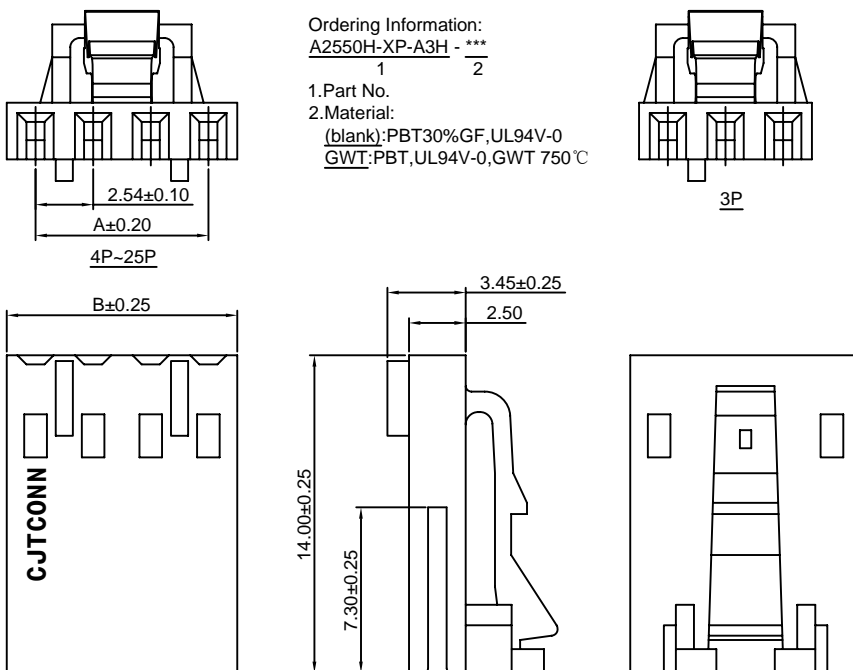 Ordering Information:
A2550H-XP-A3H - ***
1 2
1.Part No.
2.Material:
(blank):PBT30%GF,UL94V-0
GWT:PBT,UL94V-0,GWT 750℃
2.54±0.10
A±0.20
4P~25P
3P
B±0.25
3.45±0.25
2.50
14.00±0.25
7.30±0.25
CJTCONN